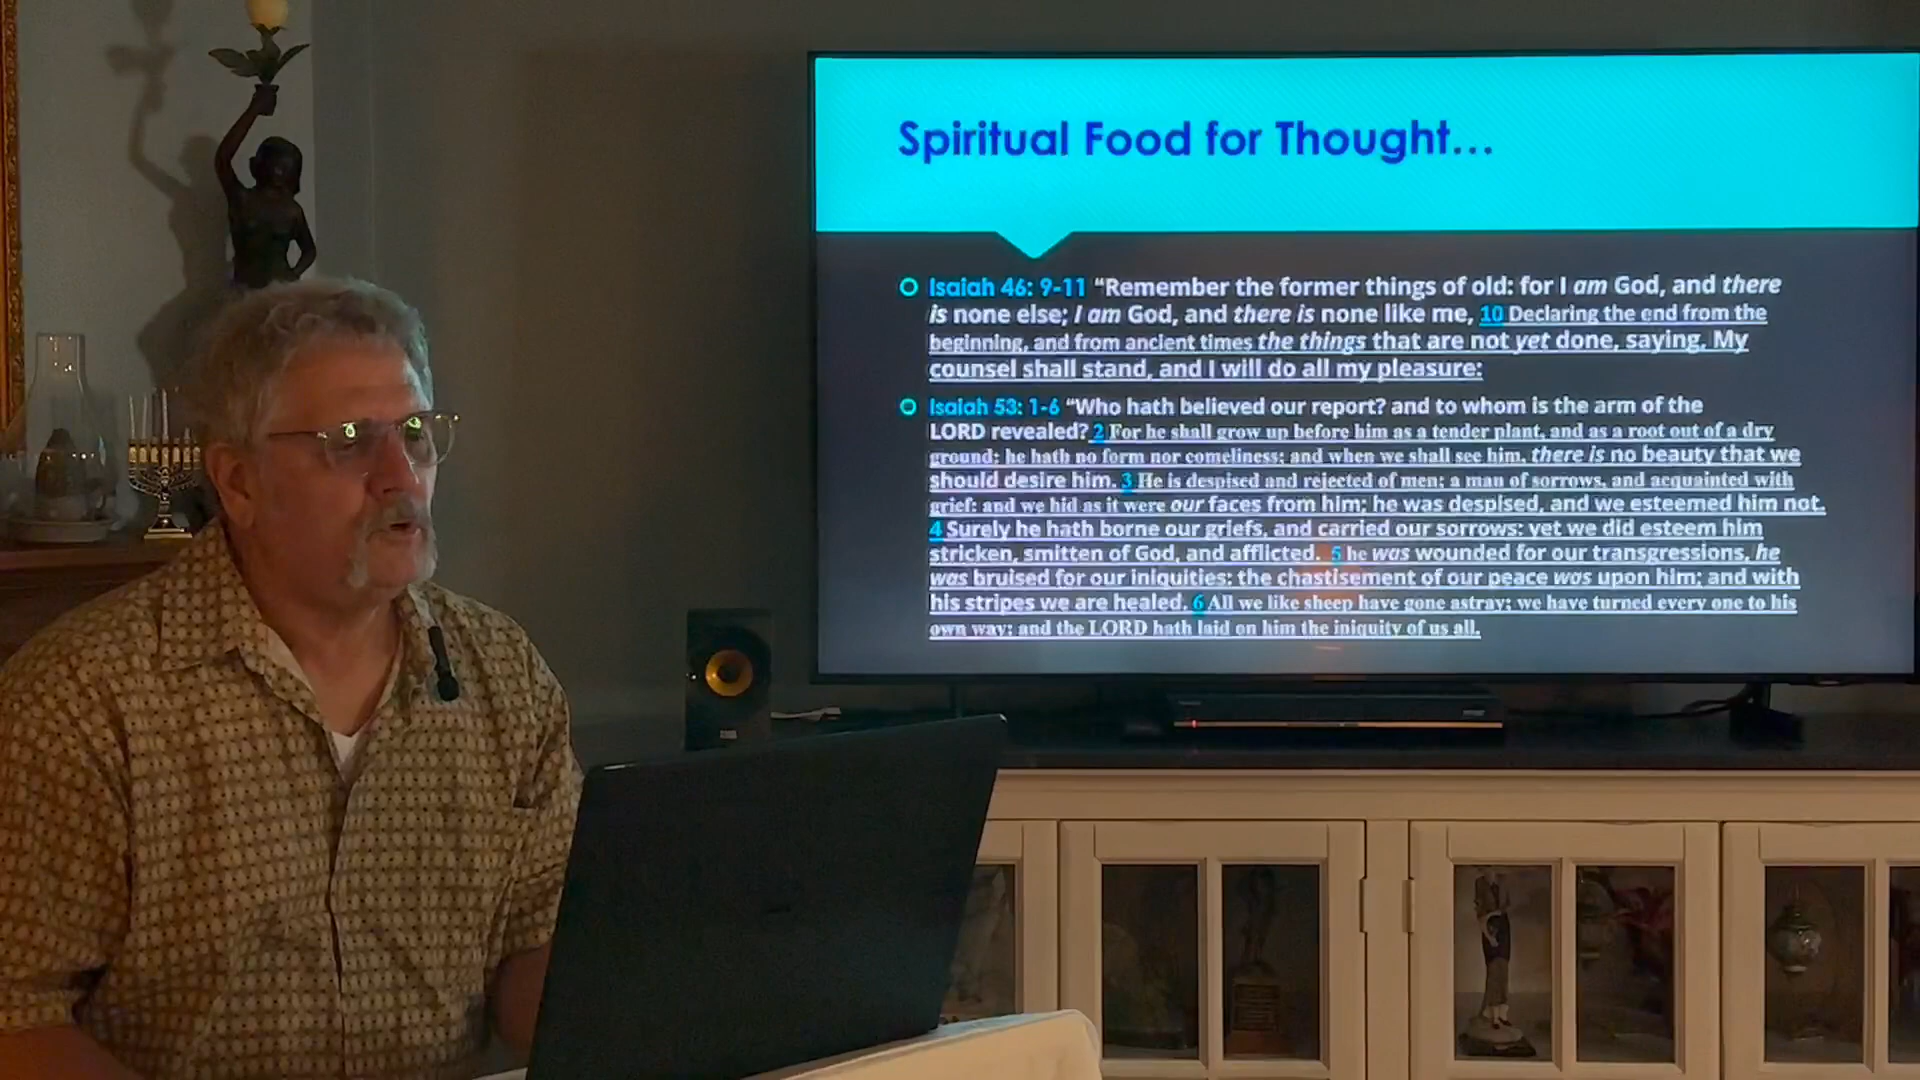 Spiritual Food for Thought...
Isaiah 46: 9-11 “Remember the former things of old: for I am God, and there
is none else; I am God, and there is none like me, 10 Declaring the end from the
beginning, and from ancient times the things that are not yet done, saying, My
counsel shall stand, and I will do all my pleasure:
Isaiah 53: 1-6 “Who hath believed our report? and to whom is the arm of the
LORD revealed? 2 For he shall grow up before him as a tender plant, and as a root out of a dry
ground: he hath no form nor comeliness; and when we shall see him, there is no beauty that we
should desire him. 3 He is despised and rejected of men; a man of sorrows, and acquainted with
grief: and we hid as it were our faces from him; he was despised, and we esteemed him not.
4 Surely he hath borne our griefs, and carried our sorrows: yet we did esteem him
stricken, smitten of God, and afflicted. 5 he was wounded for our transgressions, he
was bruised for our iniquities: the chastisement of our peace was upon him; and with
his stripes we are healed. 6 All we like sheep have gone astray; we have turned every one to his
own way; and the LORD hath laid on him the iniquity of us all.